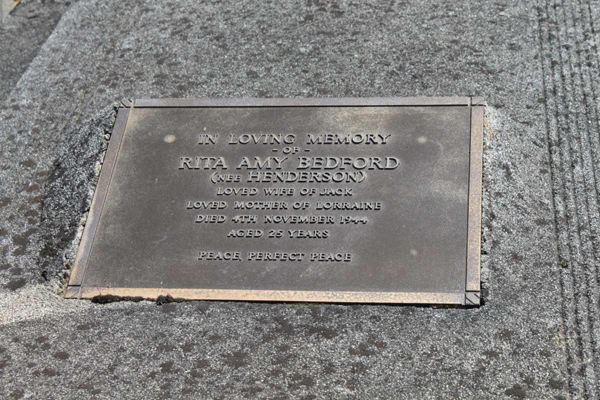 IN LOVING MEMORY
- OF -
RITA AMY BEDFORD
(NEE HENDERSON)
LOVED WIFE OF JACK
LOVED MOTHER OF LORRAINE
DIED 4TH NOVEMBER 1944
AGED 25 YEARS
PEACE, PERFECT PEACE